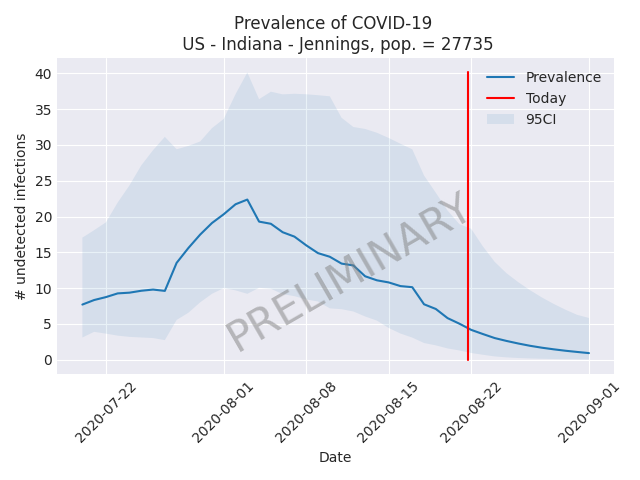 Prevalence of COVID-19
US - Indiana - Jennings, pop. = 27735
# undetected infections
40
35
30
25
20
15
10
5
0
Prevalence
Today
95CI
PRELIMINARY
2020-07-22
2020-08-01
2020-08-08
2020-08-15
2020-08-22
2020-09-01
Date